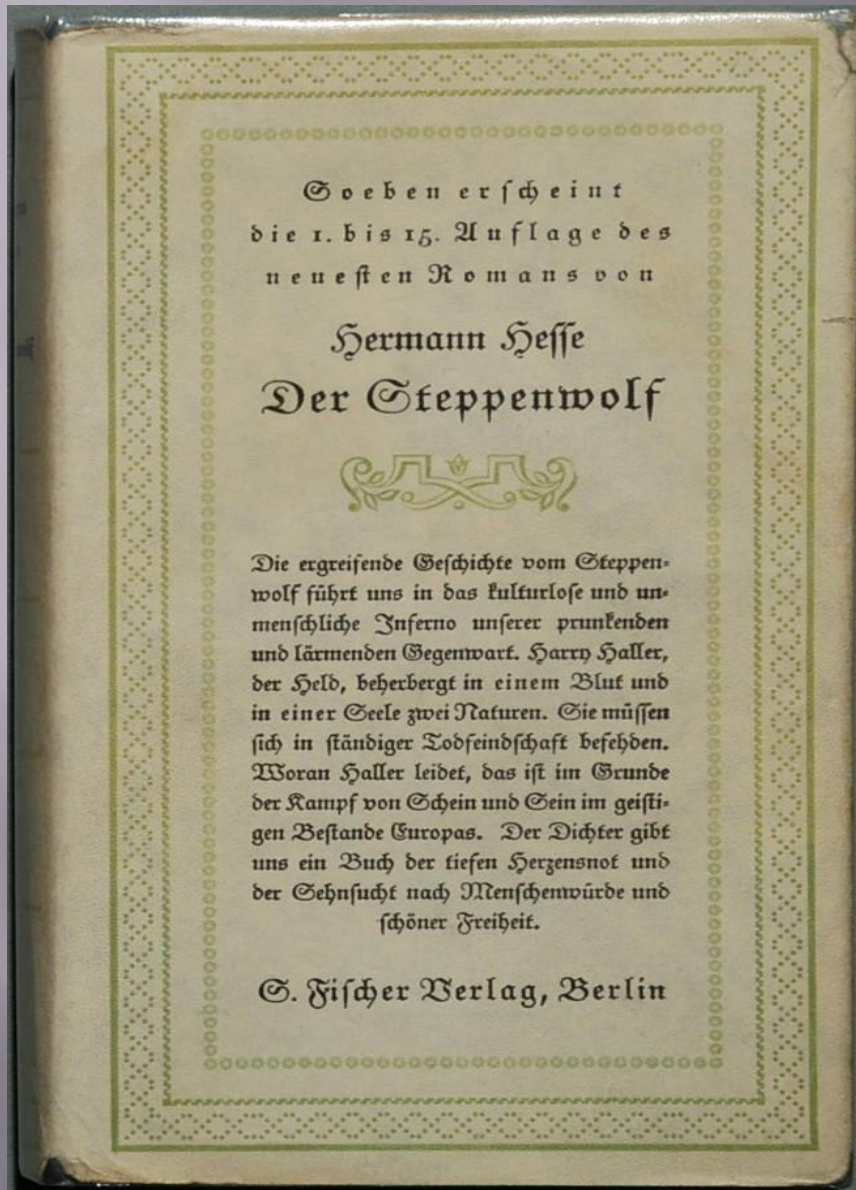 Soeben erscheint
die 1. bis 15. Auflage des
neuesten Romans von
Hermann Hesse
Der Steppenwolf
Die ergreifende Geschichte vom Steppen-
wolf führt uns in das kulturlose und un-
menschliche Inferno unserer prunkenden
und lärmenden Gegenwart. Harry Haller,
der Held, beherbergt in einem Blut und
in einer Seele zwei Naturen. Sie müssen
sich in ständiger Todfeindschaft befehden.
Woran Haller leidet, das ist im Grunde
der Kampf von Schein und Sein im geisti-
gen Bestande Europas. Der Dichter gibt
uns ein Buch der tiefen Herzensnot und
der Sehnsucht nach Menschenwürde und
schöner Freiheit.
S. Fischer Verlag, Berlin